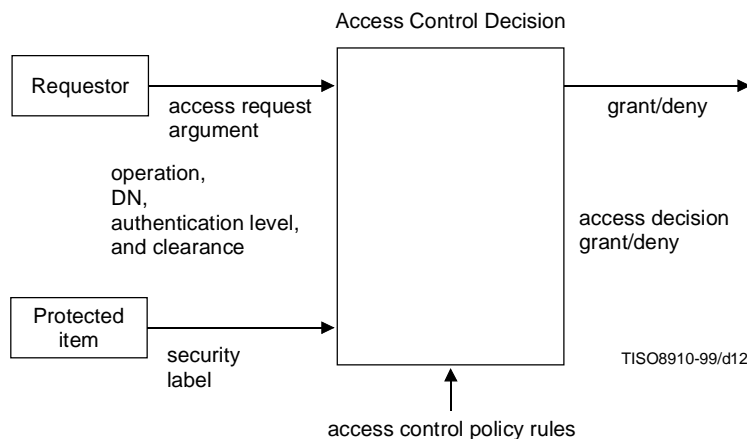 Access Control Decision
Requestor
access request
argument
grant/deny
operation,
DN,
authentication level,
and clearance
access decision
grant/deny
Protected
item
security
label
TISO8910-99/d12
access control policy rules